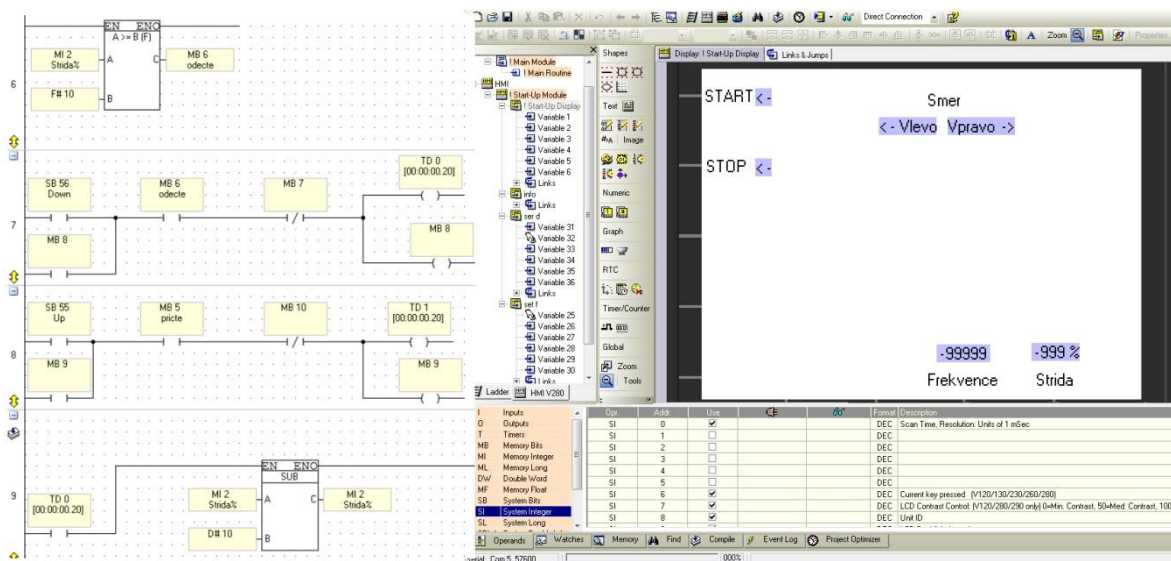 EN ENO
A >= B (F)
MI 2
Strida%
A
C
MB 6
odecte
6
F# 10
B
SB 56
Down
MB 6
odecte
MB 7
TD 0
[00:00:00.20]
7
MB 8
MB 8
SB 55
Up
MB 5
pricte
MB 10
TD 1
[00:00:00.20]
8
MB 9
MB 9
EN ENO
SUB
9
TD 0
[00:00:00.20]
MI 2
Strida%
A
C
MI 2
Strida%
D# 10
B
Direct Connection
A Zoom Properties
! Main Module
! Main Routine
HMI
! Start-Up Module
! Start-Up Display
Variable 1
Variable 2
Variable 3
Variable 4
Variable 5
Variable 6
Links
info
Links
ser d
Variable 31
Variable 32
Variable 33
Variable 34
Variable 35
Variable 36
Links
set f
Variable 25
Variable 26
Variable 27
Variable 28
Variable 29
Variable 30
Links
Ladder HMI V280
Shapes
Text
Image
Numeric
Graph
RTC
Timer/Counter
Global
Zoom
Tools
Display: ! Start-Up Display Links & Jumps
START <-
Smer
<- Vlevo Vpravo ->
STOP <-
-99999 -999 %
Frekvence Strida
I Inputs
O Outputs
T Timers
MB Memory Bits
MI Memory Integer
ML Memory Long
DW Double Word
MF Memory Float
SB System Bits
SI System Integer
SL System Long
Opr. Addr. Use Format Description
SI 0 DEC Scan Time, Resolution: Units of 1 mSec
SI 1 DEC
SI 2 DEC
SI 3 DEC
SI 4 DEC
SI 5 DEC
SI 6 DEC Current key pressed (V120/130/230/260/280)
SI 7 DEC LCD Contrast Control: (V120/280/290 only) 0=Min. Contrast, 50=Med. Contrast, 100
SI 8 DEC Unit ID
Operands Watches Memory Find Compile Event Log Project Optimizer
Com 5, 57600 000%